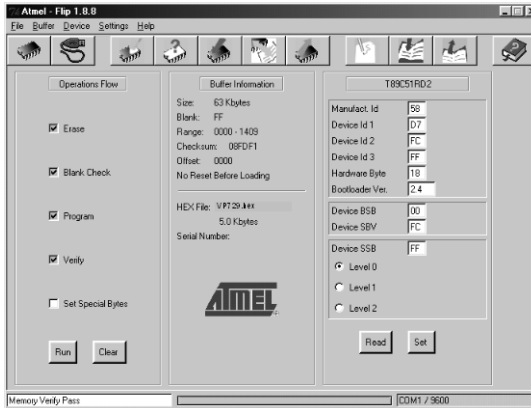 Atmel - Flip 1.8.8
File Buffer Device Settings Help
Operations Flow
Erase
Blank Check
Program
Verify
Set Special Bytes
Run Clear
Buffer Information
Size: 63 Kbytes
Blank: FF
Range: 0000 - 1409
Checksum: 08FDF1
Offset: 0000
No Reset Before Loading
HEX File: VP729.hex
5.0 Kbytes
Serial Number:
ATMEL
T89C51RD2
Manufact. Id 58
Device Id 1 D7
Device Id 2 FC
Device Id 3 FF
Hardware Byte 18
Bootloader Ver. 2.4
Device BSB 00
Device SBV FC
Device SSB FF
Level 0
Level 1
Level 2
Read Set
Memory Verify Pass
COM1 / 9600